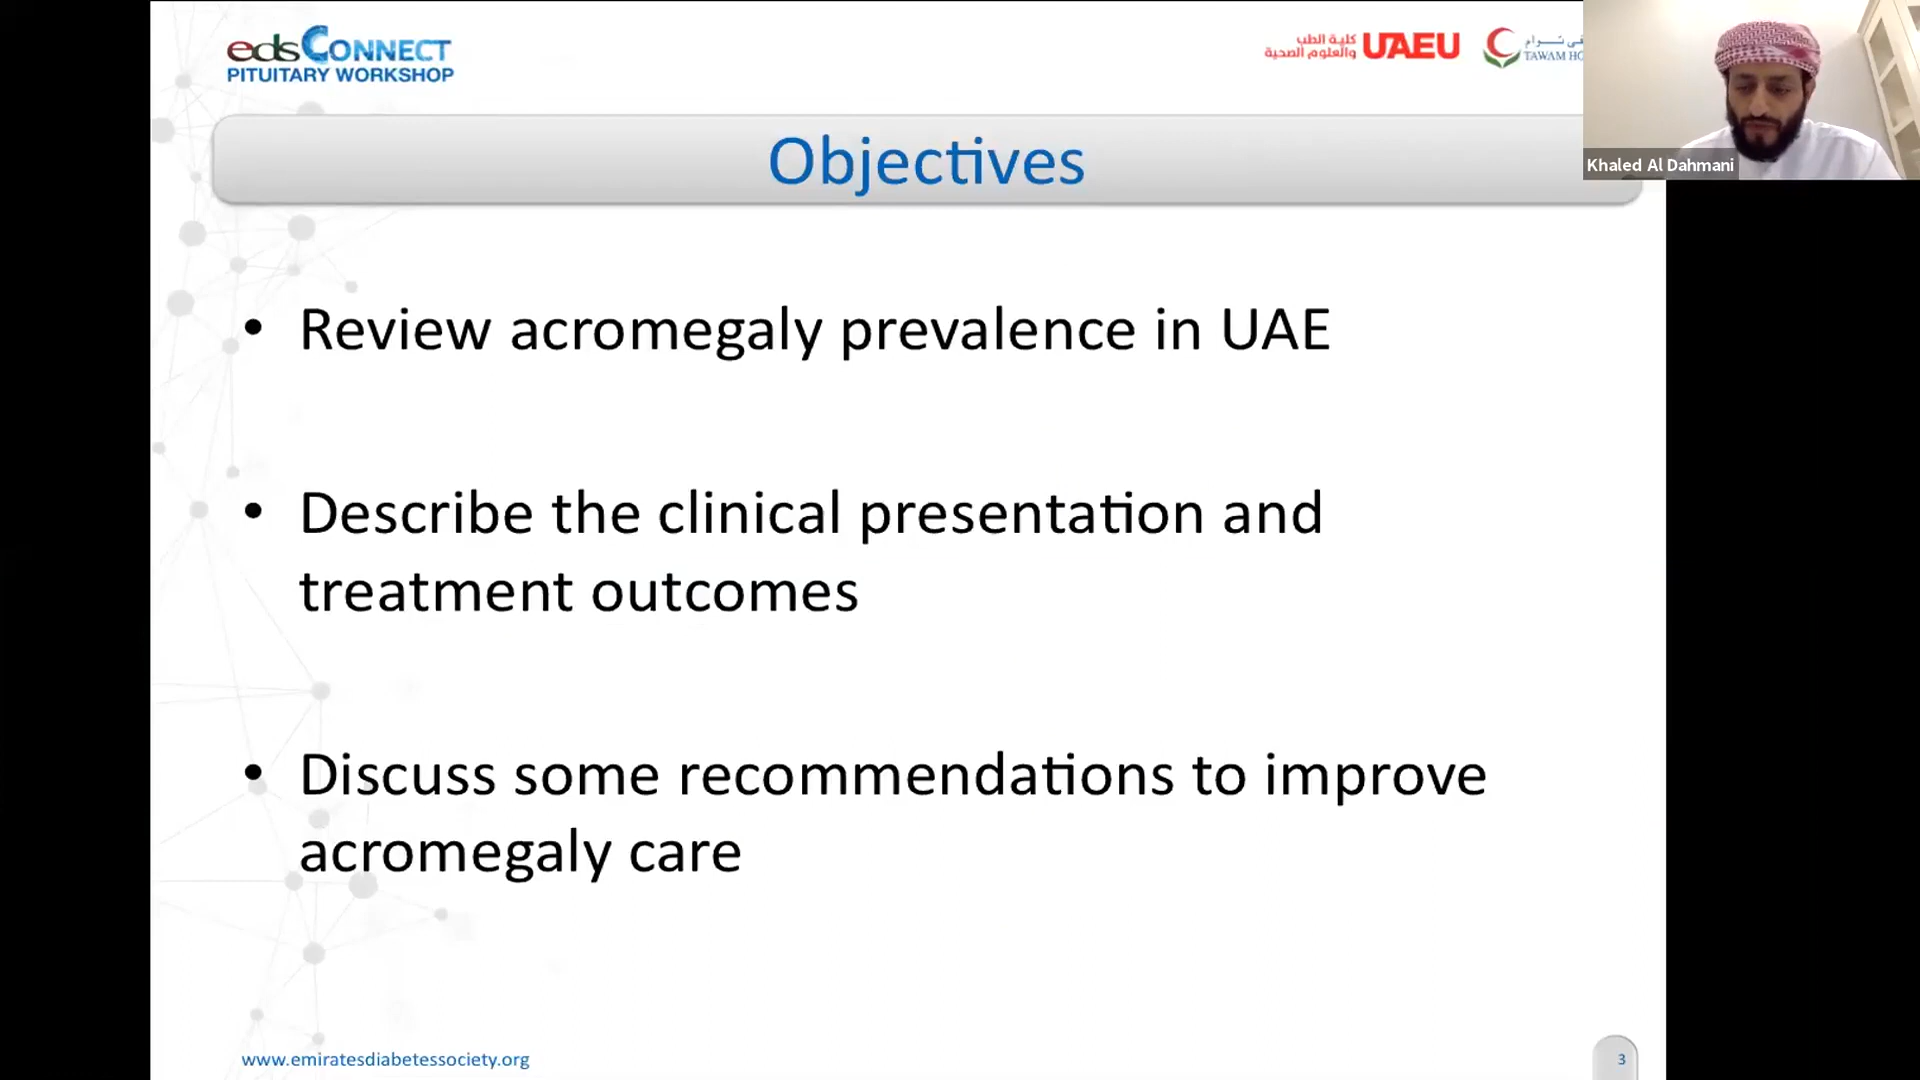 edsCONNECT
PITUITARY WORKSHOP
كلية الطب
والعلوم الصحية
UAEU
TAWAM
Khaled Al Dahmani
Objectives
• Review acromegaly prevalence in UAE
• Describe the clinical presentation and
treatment outcomes
• Discuss some recommendations to improve
acromegaly care
www.emiratesdiabetessociety.org
3